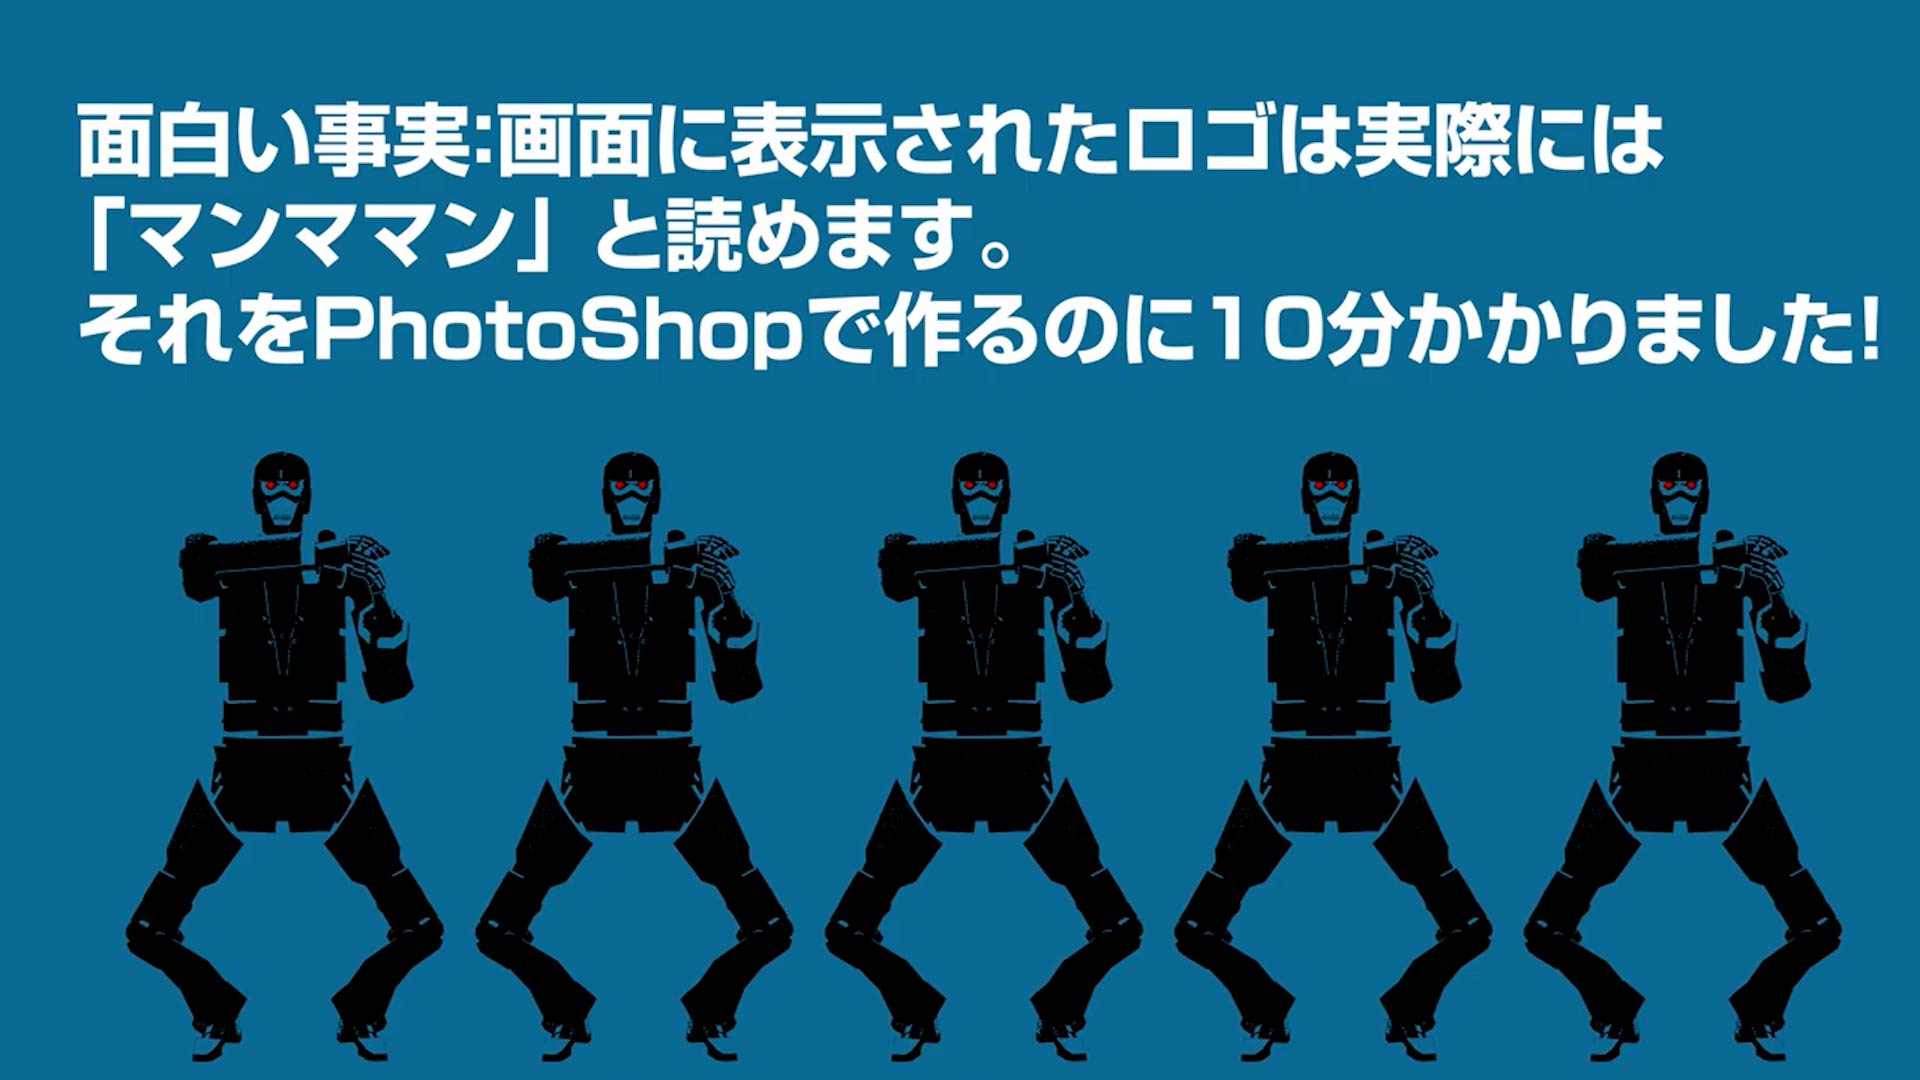 面白い事実:画面に表示されたロゴは実際には
「マンママン」と読めます。
それをPhotoShopで作るのに10分かかりました!